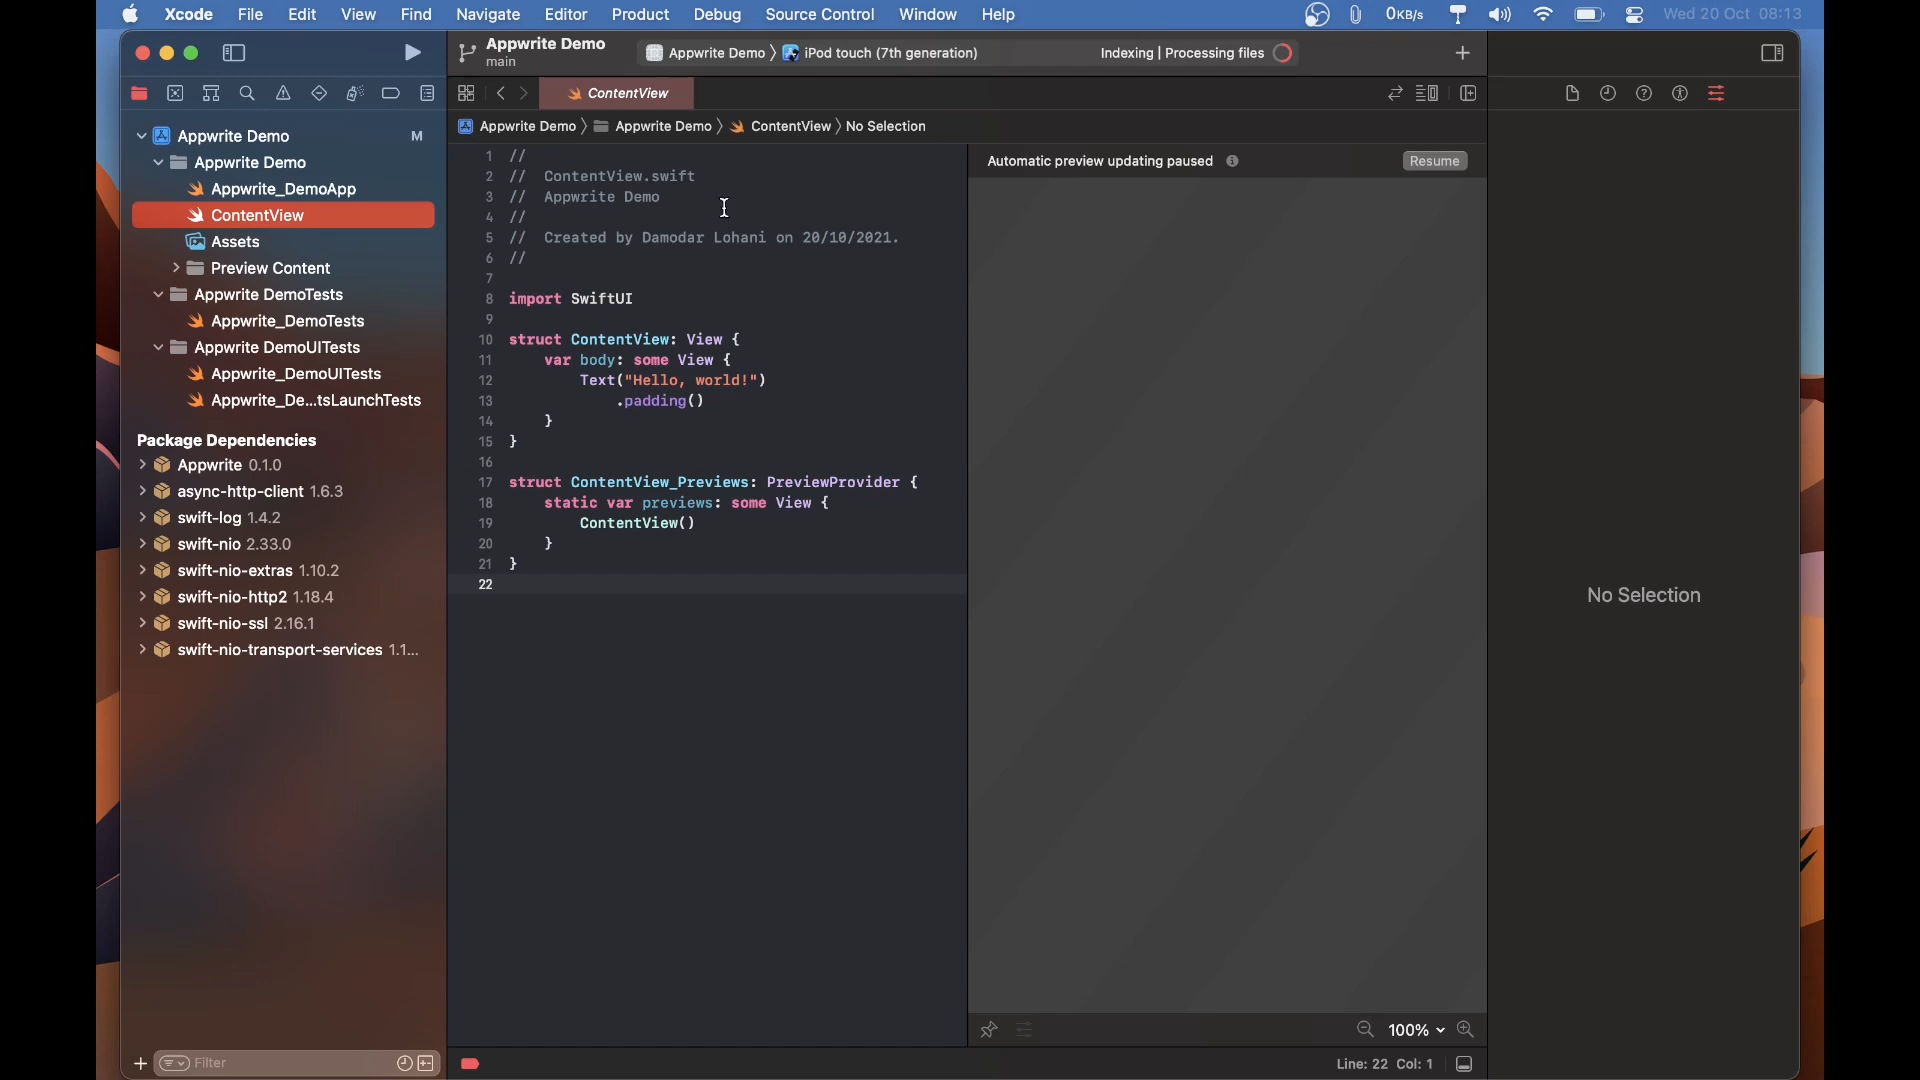 Xcode File Edit View Find Navigate Editor Product Debug Source Control Window Help 0KB/s Wed 20 Oct 08:13
Appwrite Demo
main
Appwrite Demo iPod touch (7th generation) Indexing | Processing files
ContentView
Appwrite Demo Appwrite Demo ContentView No Selection
Appwrite Demo M
Appwrite Demo
Appwrite_DemoApp
ContentView
Assets
Preview Content
Appwrite DemoTests
Appwrite_DemoTests
Appwrite DemoUITests
Appwrite_DemoUITests
Appwrite_De...tsLaunchTests
Package Dependencies
Appwrite 0.1.0
async-http-client 1.6.3
swift-log 1.4.2
swift-nio 2.33.0
swift-nio-extras 1.10.2
swift-nio-http2 1.18.4
swift-nio-ssl 2.16.1
swift-nio-transport-services 1.1...
Filter
1 //
2 // ContentView.swift
3 // Appwrite Demo
4 //
5 // Created by Damodar Lohani on 20/10/2021.
6 //
7
8 import SwiftUI
9
10 struct ContentView: View {
11 var body: some View {
12 Text("Hello, world!")
13 .padding()
14 }
15 }
16
17 struct ContentView_Previews: PreviewProvider {
18 static var previews: some View {
19 ContentView()
20 }
21 }
22
Automatic preview updating paused Resume
100%
Line: 22 Col: 1
No Selection